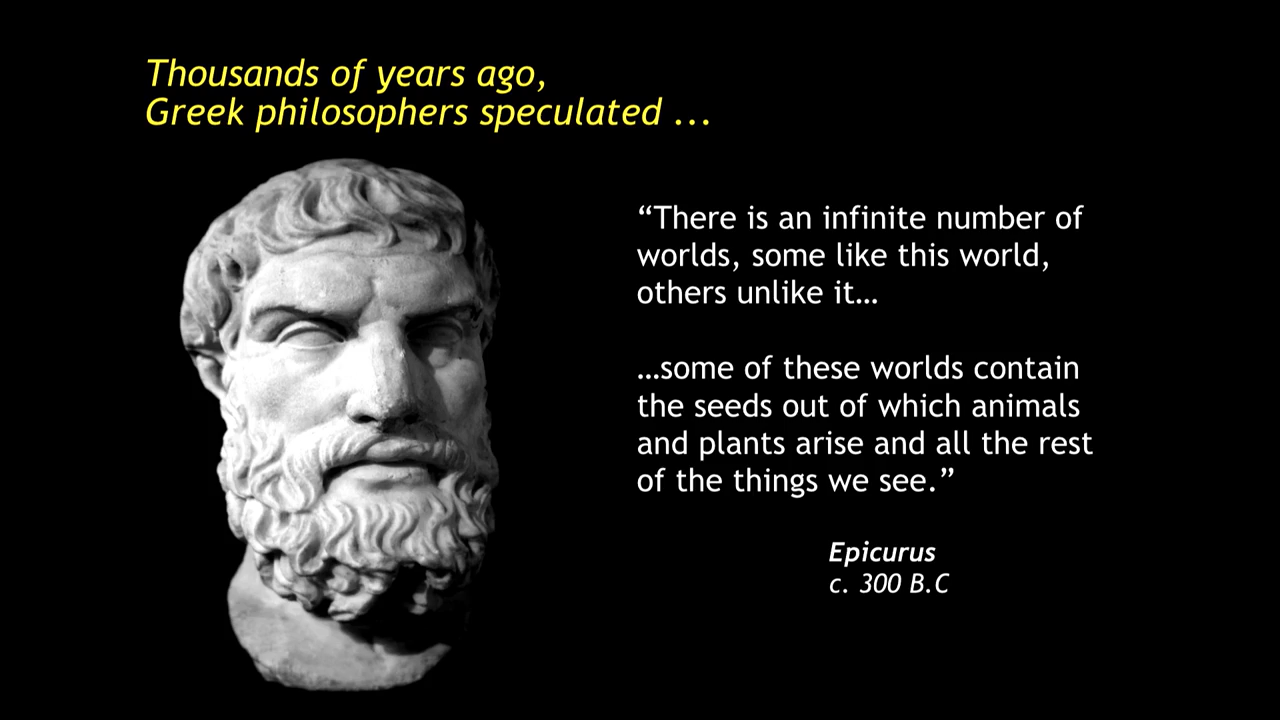 Thousands of years ago,
Greek philosophers speculated ...
“There is an infinite number of
worlds, some like this world,
others unlike it…
…some of these worlds contain
the seeds out of which animals
and plants arise and all the rest
of the things we see.”
Epicurus
c. 300 B.C